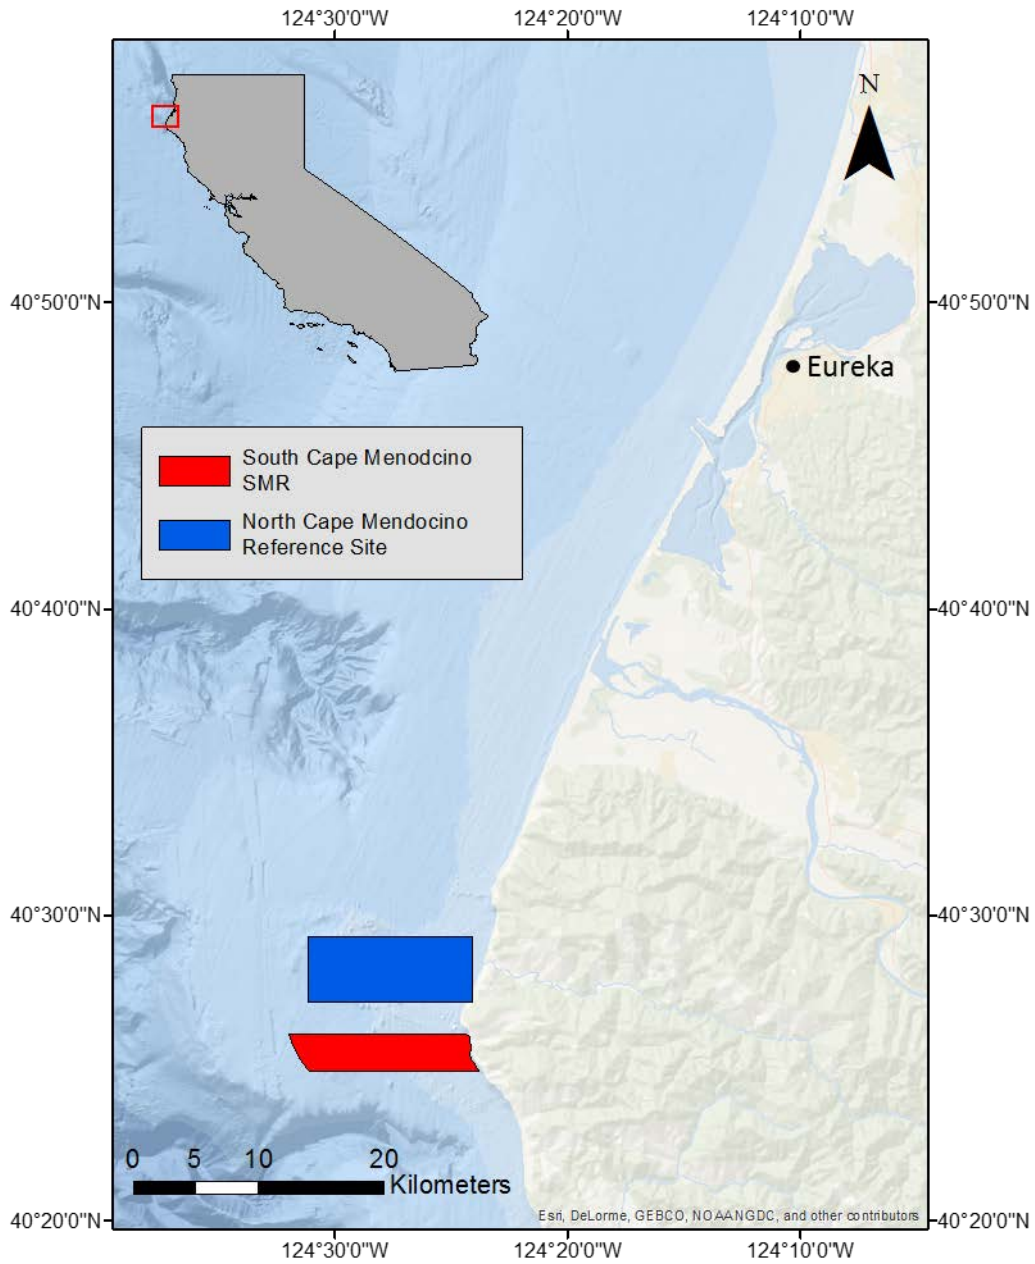 124°30'0"W 124°20'0"W 124°10'0"W
N
40°50'0"N 40°50'0"N
Eureka
South Cape Menodcino
SMR
North Cape Mendocino
Reference Site
40°40'0"N 40°40'0"N
40°30'0"N 40°30'0"N
0 5 10 20
Kilometers
Esri, DeLorme, GEBCO, NOAANGDC, and other contributors
40°20'0"N 40°20'0"N
124°30'0"W 124°20'0"W 124°10'0"W